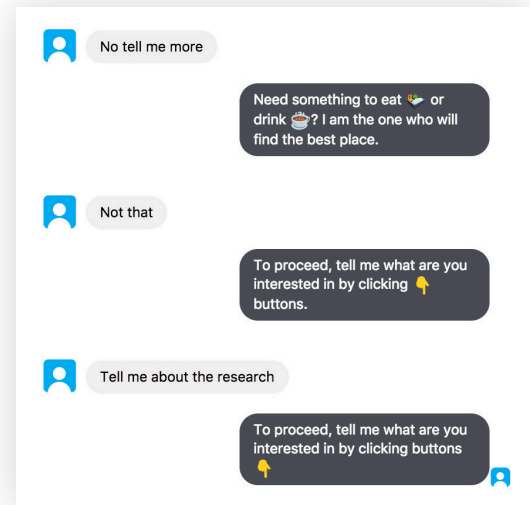 No tell me more
Need something to eat 🌯 or
drink ☕? I am the one who will
find the best place.
Not that
To proceed, tell me what are you
interested in by clicking 👇
buttons.
Tell me about the research
To proceed, tell me what are you
interested in by clicking buttons
👇